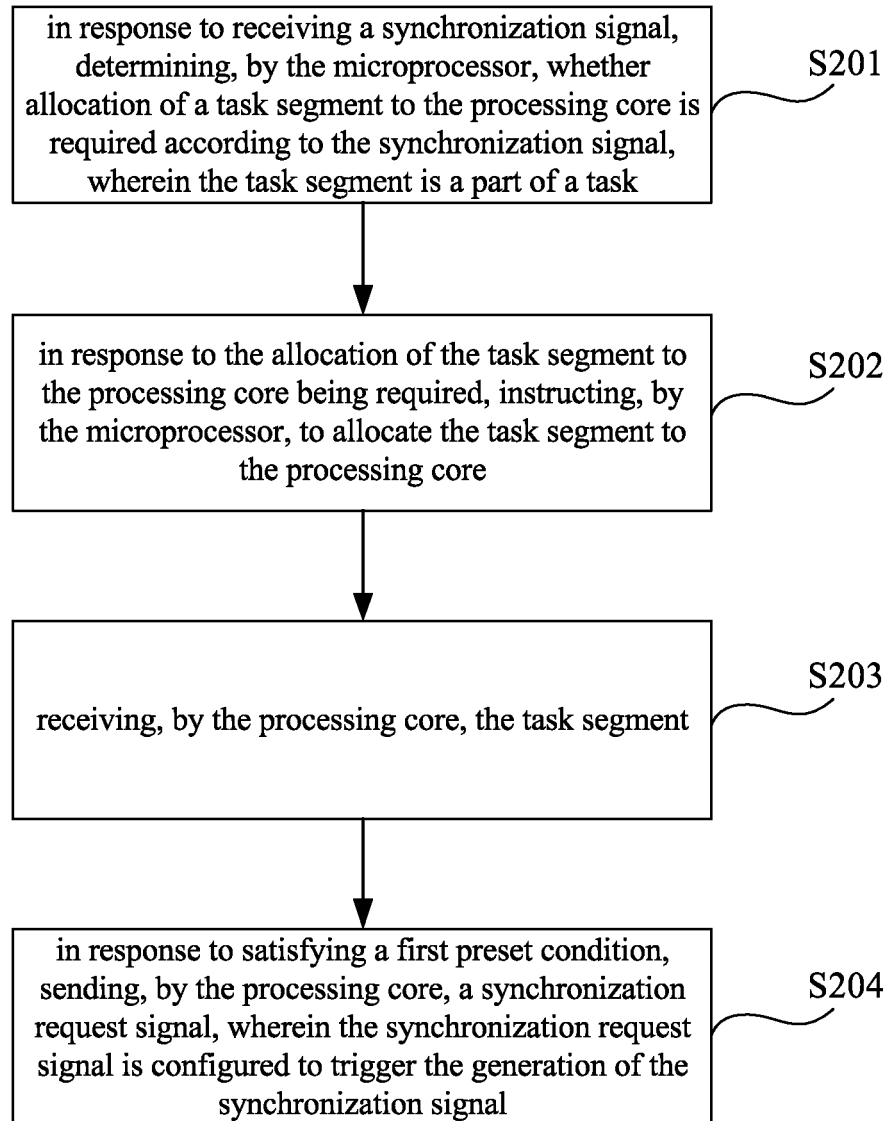 in response to receiving a synchronization signal,
determining, by the microprocessor, whether
allocation of a task segment to the processing core is
required according to the synchronization signal,
wherein the task segment is a part of a task
S201
in response to the allocation of the task segment to
the processing core being required, instructing, by
the microprocessor, to allocate the task segment to
the processing core
S202
receiving, by the processing core, the task segment
S203
in response to satisfying a first preset condition,
sending, by the processing core, a synchronization
request signal, wherein the synchronization request
signal is configured to trigger the generation of the
synchronization signal
S204